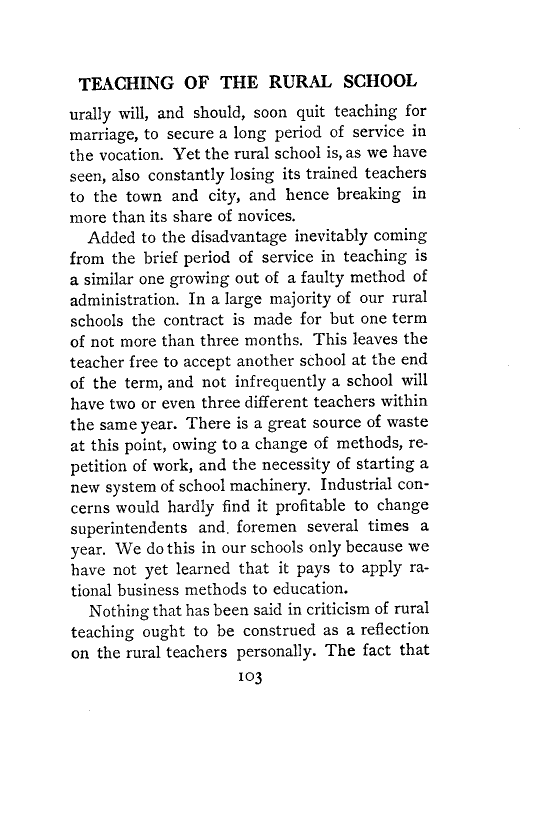 TEACHING OF THE RURAL SCHOOL
urally will, and should, soon quit teaching for
marriage, to secure a long period of service in
the vocation. Yet the rural school is, as we have
seen, also constantly losing its trained teachers
to the town and city, and hence breaking in
more than its share of novices.
Added to the disadvantage inevitably coming
from the brief period of service in teaching is
a similar one growing out of a faulty method of
administration. In a large majority of our rural
schools the contract is made for but one term
of not more than three months. This leaves the
teacher free to accept another school at the end
of the term, and not infrequently a school will
have two or even three different teachers within
the same year. There is a great source of waste
at this point, owing to a change of methods, re-
petition of work, and the necessity of starting a
new system of school machinery. Industrial con-
cerns would hardly find it profitable to change
superintendents and. foremen several times a
year. We do this in our schools only because we
have not yet learned that it pays to apply ra-
tional business methods to education.
Nothing that has been said in criticism of rural
teaching ought to be construed as a reflection
on the rural teachers personally. The fact that
103